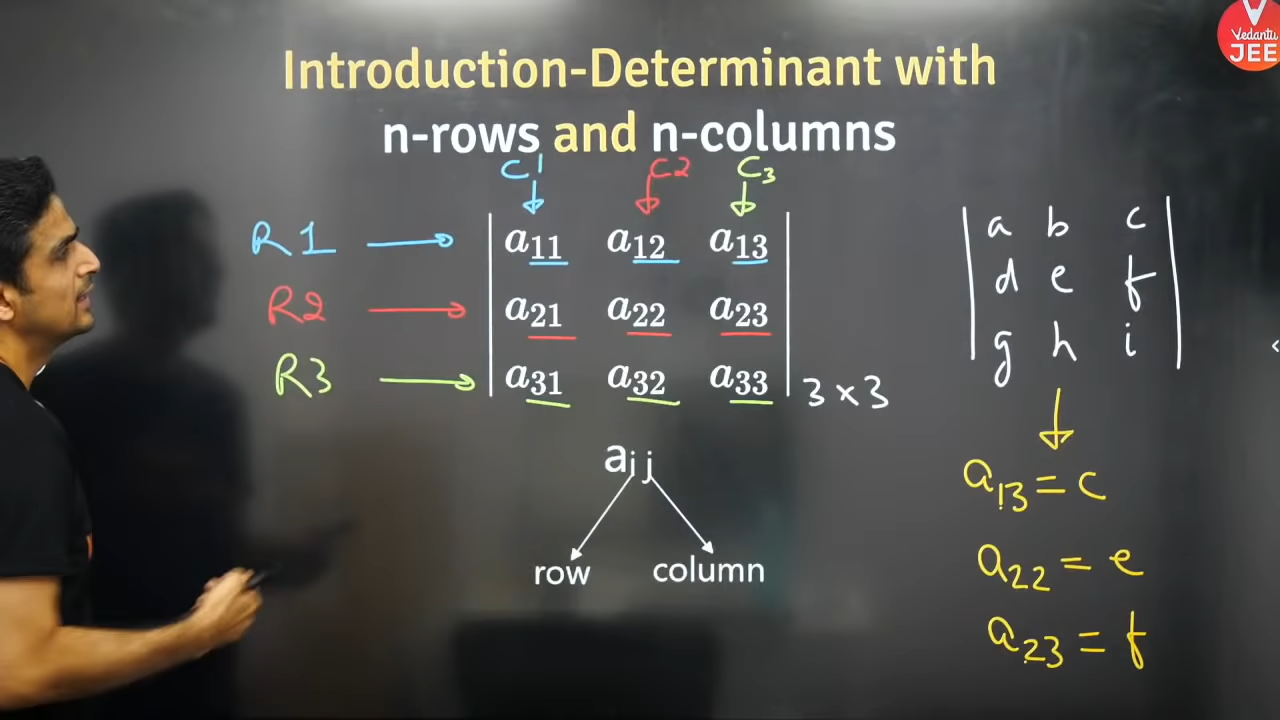 Vedantu
JEE
Introduction-Determinant with
n-rows and n-columns
C1 C2 C3
R1 a11 a12 a13
R2 a21 a22 a23
R3 a31 a32 a33
3 × 3
aij
row column
a b c
d e f
g h i
a13 = c
a22 = e
a23 = f